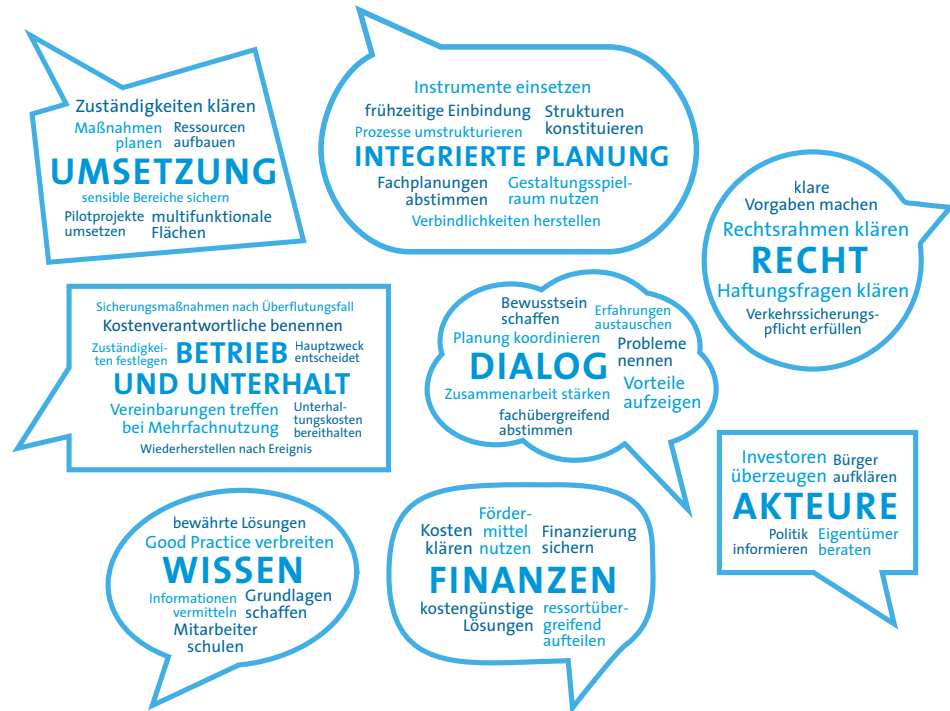 Zuständigkeiten klären
Maßnahmen planen
Ressourcen aufbauen
UMSETZUNG
sensible Bereiche sichern
Pilotprojekte umsetzen
multifunktionale Flächen
Instrumente einsetzen
frühzeitige Einbindung
Strukturen konstituieren
Prozesse umstrukturieren
INTEGRIERTE PLANUNG
Fachplanungen abstimmen
Gestaltungsspiel-
raum nutzen
Verbindlichkeiten herstellen
klare
Vorgaben machen
Rechtsrahmen klären
RECHT
Haftungsfragen klären
Verkehrssicherungs-
pflicht erfüllen
Sicherungsmaßnahmen nach Überflutungsfall
Kostenverantwortliche benennen
Zuständigkei-
ten festlegen
BETRIEB
Hauptzweck
entscheidet
UND UNTERHALT
Vereinbarungen treffen
bei Mehrfachnutzung
Unterhal-
tungskosten
bereithalten
Wiederherstellen nach Ereignis
Bewusstsein
schaffen
Erfahrungen
austauschen
Planung koordinieren
Probleme
nennen
DIALOG
Zusammenarbeit stärken
Vorteile
aufzeigen
fachübergreifend
abstimmen
Investoren
überzeugen
Bürger
aufklären
AKTEURE
Politik
informieren
Eigentümer
beraten
bewährte Lösungen
Good Practice verbreiten
WISSEN
Informationen
vermitteln
Grundlagen
schaffen
Mitarbeiter
schulen
Kosten
klären
Förder-
mittel
nutzen
Finanzierung
sichern
FINANZEN
kostengünstige
Lösungen
ressortüber-
greifend
aufteilen